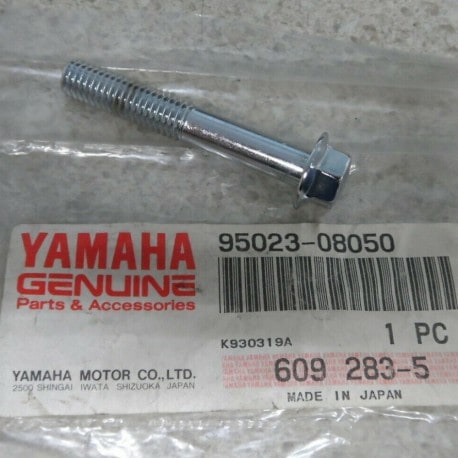 YAMAHA
GENUINE
Parts & Accessories
95023-08050
K930319A
1 PC
YAMAHA MOTOR CO.,LTD.
2500 SHINGAI IWATA SHIZUOKA JAPAN
609 283-5
MADE IN JAPAN